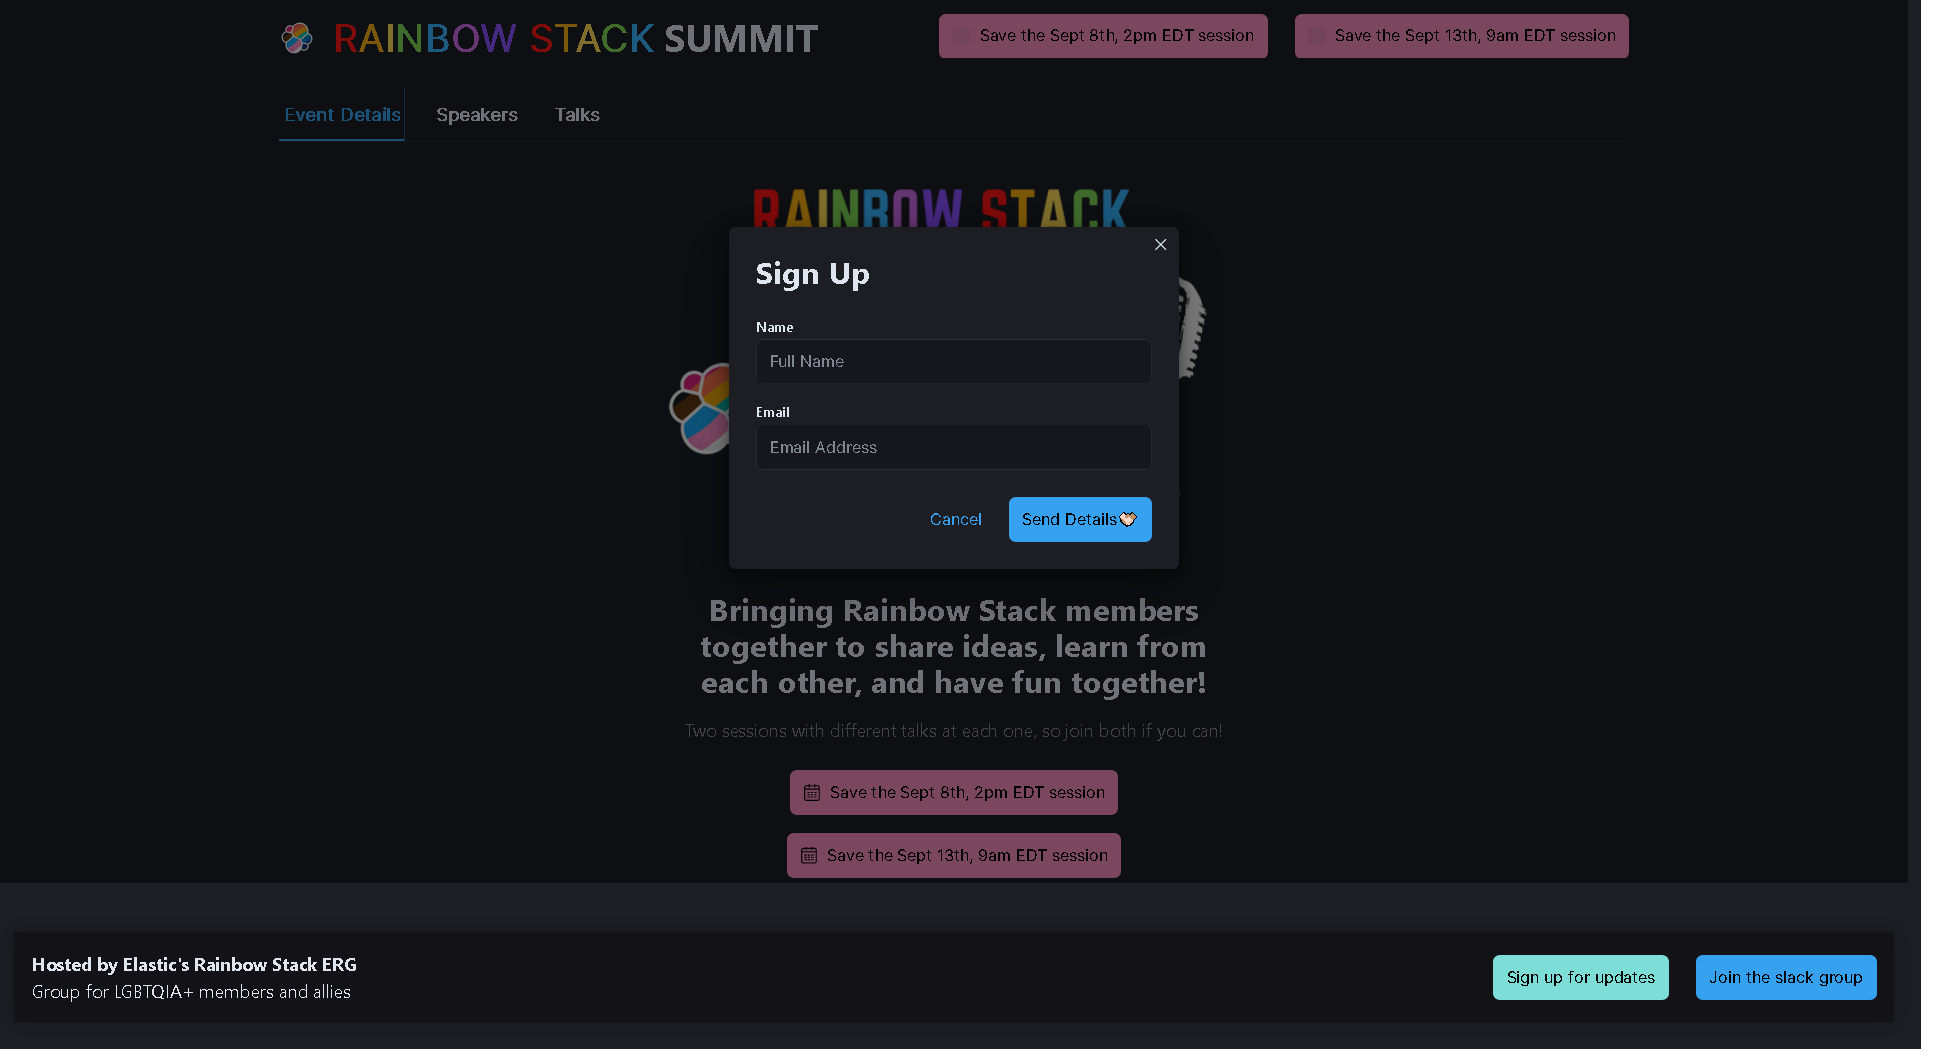 RAINBOW STACK SUMMIT
Save the Sept 8th, 2pm EDT session
Save the Sept 13th, 9am EDT session
Event Details
Speakers
Talks
RAINBOW STACK
Sign Up
Name
Full Name
Email
Email Address
Cancel
Send Details
Bringing Rainbow Stack members
together to share ideas, learn from
each other, and have fun together!
Two sessions with different talks at each one, so join both if you can!
Save the Sept 8th, 2pm EDT session
Save the Sept 13th, 9am EDT session
Hosted by Elastic's Rainbow Stack ERG
Group for LGBTQIA+ members and allies
Sign up for updates
Join the slack group